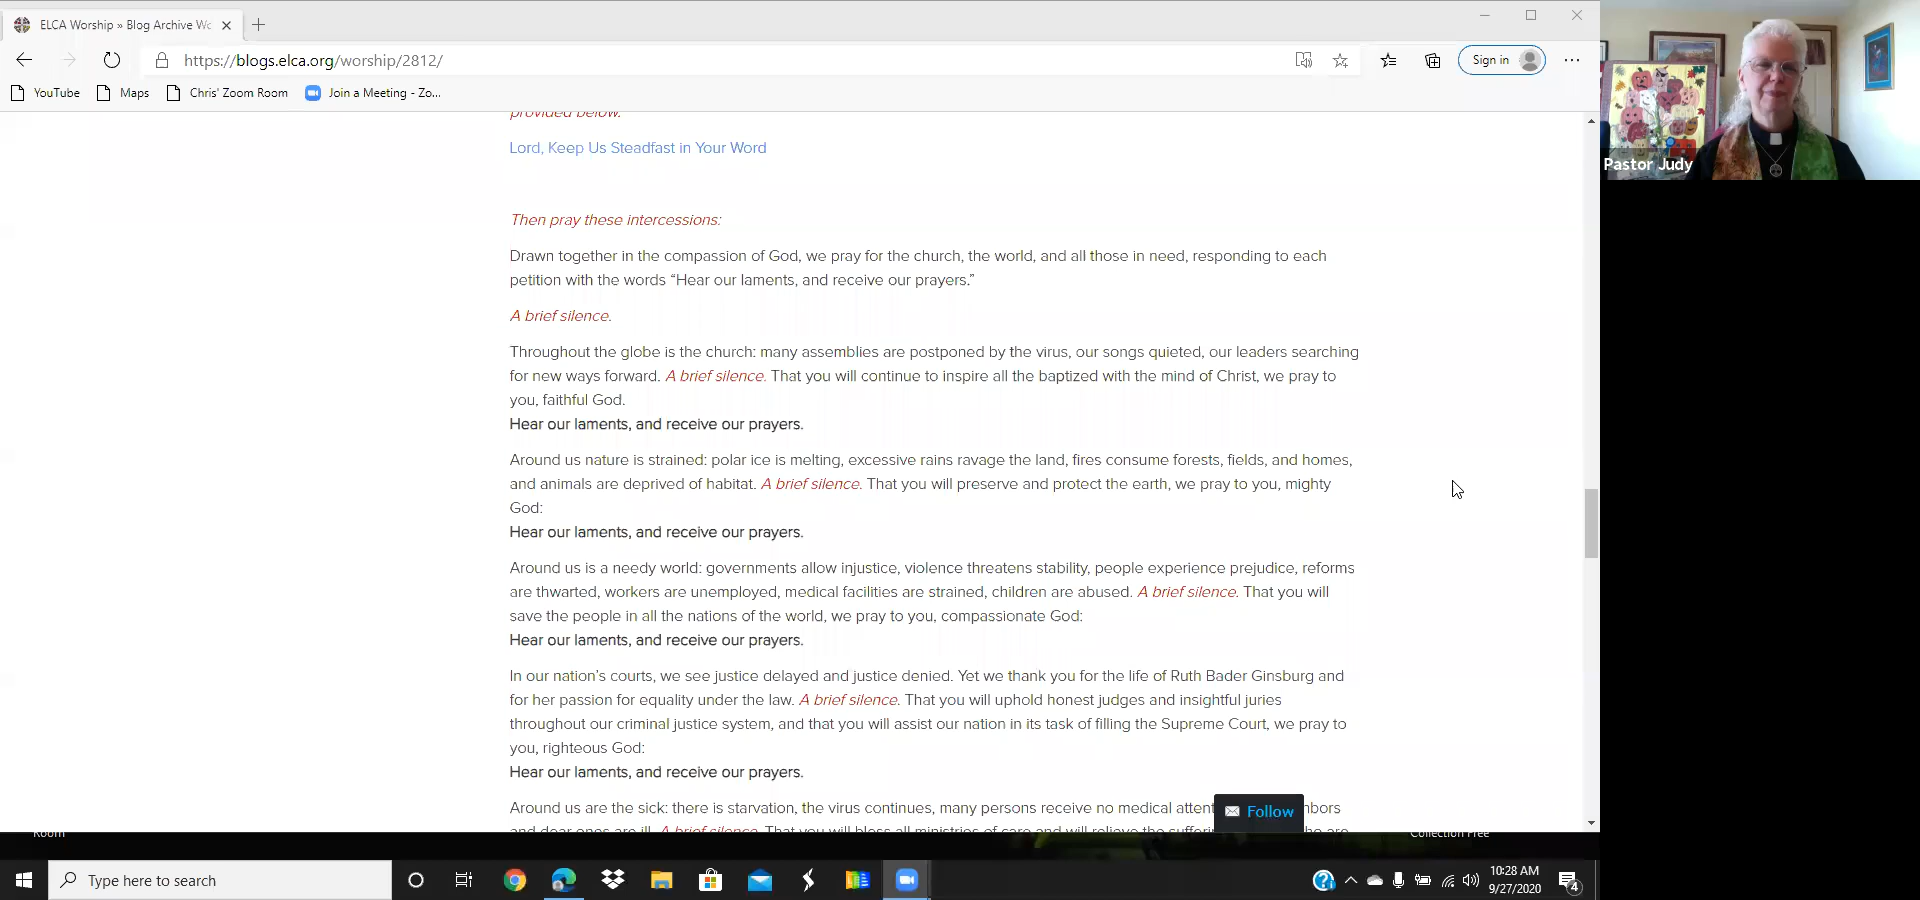 ELCA Worship » Blog Archive Wo
https://blogs.elca.org/worship/2812/
Sign in
YouTube
Maps
Chris' Zoom Room
Join a Meeting - Zo...
provided below.
Lord, Keep Us Steadfast in Your Word
Then pray these intercessions:
Drawn together in the compassion of God, we pray for the church, the world, and all those in need, responding to each
petition with the words “Hear our laments, and receive our prayers.”
A brief silence.
Throughout the globe is the church: many assemblies are postponed by the virus, our songs quieted, our leaders searching
for new ways forward. A brief silence. That you will continue to inspire all the baptized with the mind of Christ, we pray to
you, faithful God.
Hear our laments, and receive our prayers.
Around us nature is strained: polar ice is melting, excessive rains ravage the land, fires consume forests, fields, and homes,
and animals are deprived of habitat. A brief silence. That you will preserve and protect the earth, we pray to you, mighty
God:
Hear our laments, and receive our prayers.
Around us is a needy world: governments allow injustice, violence threatens stability, people experience prejudice, reforms
are thwarted, workers are unemployed, medical facilities are strained, children are abused. A brief silence. That you will
save the people in all the nations of the world, we pray to you, compassionate God:
Hear our laments, and receive our prayers.
In our nation’s courts, we see justice delayed and justice denied. Yet we thank you for the life of Ruth Bader Ginsburg and
for her passion for equality under the law. A brief silence. That you will uphold honest judges and insightful juries
throughout our criminal justice system, and that you will assist our nation in its task of filling the Supreme Court, we pray to
you, righteous God:
Hear our laments, and receive our prayers.
Around us are the sick: there is starvation, the virus continues, many persons receive no medical attent
Follow
and dear ones are ill. A brief silence. That you will bless all ministries of care and will relieve the
Room
Collection Free
Type here to search
10:28 AM
9/27/2020
4
Pastor Judy